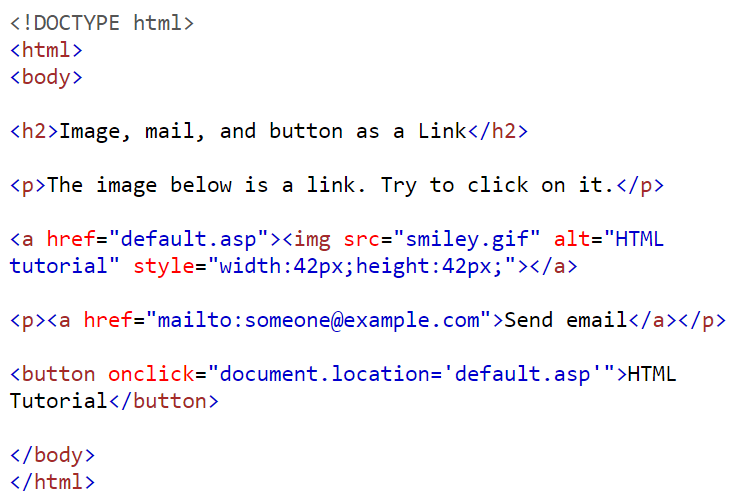 <!DOCTYPE html>
<html>
<body>
<h2>Image, mail, and button as a Link</h2>
<p>The image below is a link. Try to click on it.</p>
<a href="default.asp"><img src="smiley.gif" alt="HTML
tutorial" style="width:42px;height:42px;"></a>
<p><a href="mailto:someone@example.com">Send email</a></p>
<button onclick="document.location='default.asp'">HTML
Tutorial</button>
</body>
</html>